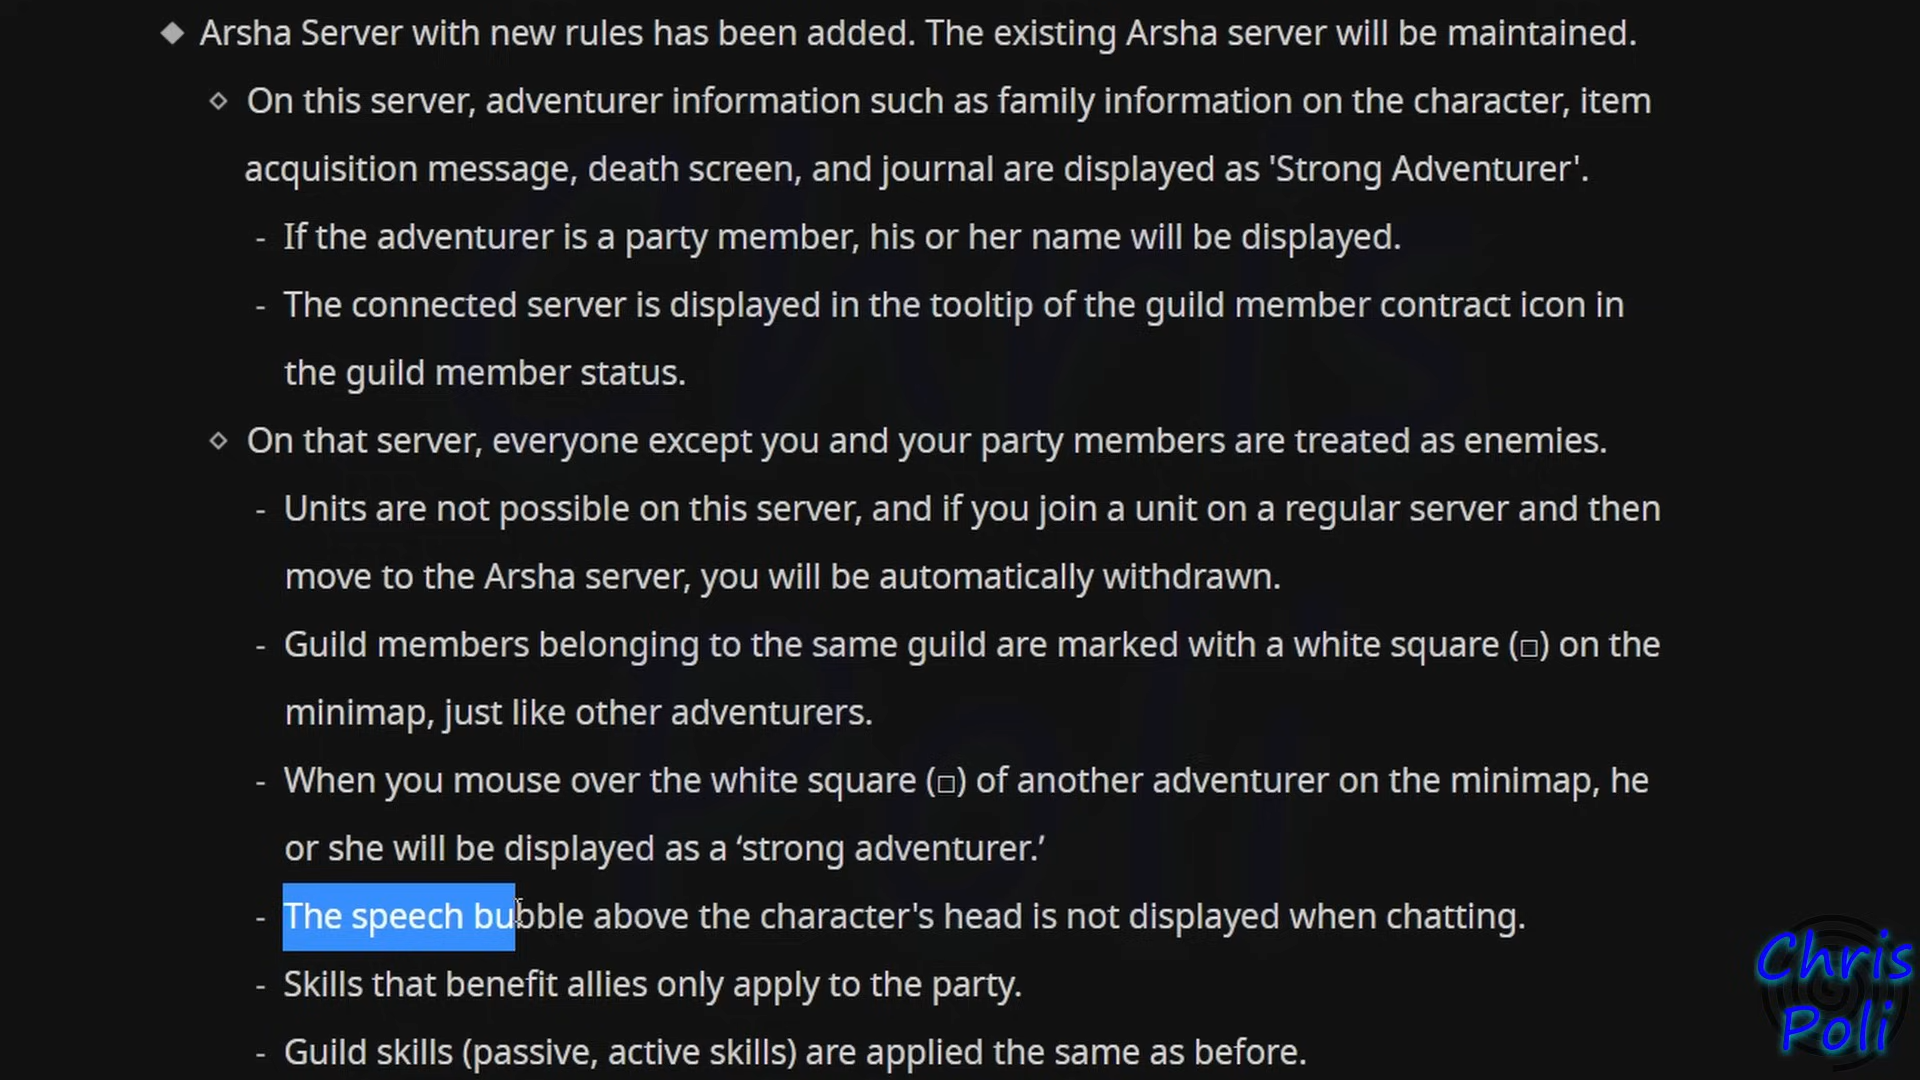 ◆ Arsha Server with new rules has been added. The existing Arsha server will be maintained.
◇ On this server, adventurer information such as family information on the character, item
acquisition message, death screen, and journal are displayed as 'Strong Adventurer'.
- If the adventurer is a party member, his or her name will be displayed.
- The connected server is displayed in the tooltip of the guild member contract icon in
the guild member status.
◇ On that server, everyone except you and your party members are treated as enemies.
- Units are not possible on this server, and if you join a unit on a regular server and then
move to the Arsha server, you will be automatically withdrawn.
- Guild members belonging to the same guild are marked with a white square (□) on the
minimap, just like other adventurers.
- When you mouse over the white square (□) of another adventurer on the minimap, he
or she will be displayed as a ‘strong adventurer.’
- The speech bubble above the character's head is not displayed when chatting.
- Skills that benefit allies only apply to the party.
- Guild skills (passive, active skills) are applied the same as before.
Chris
Poli